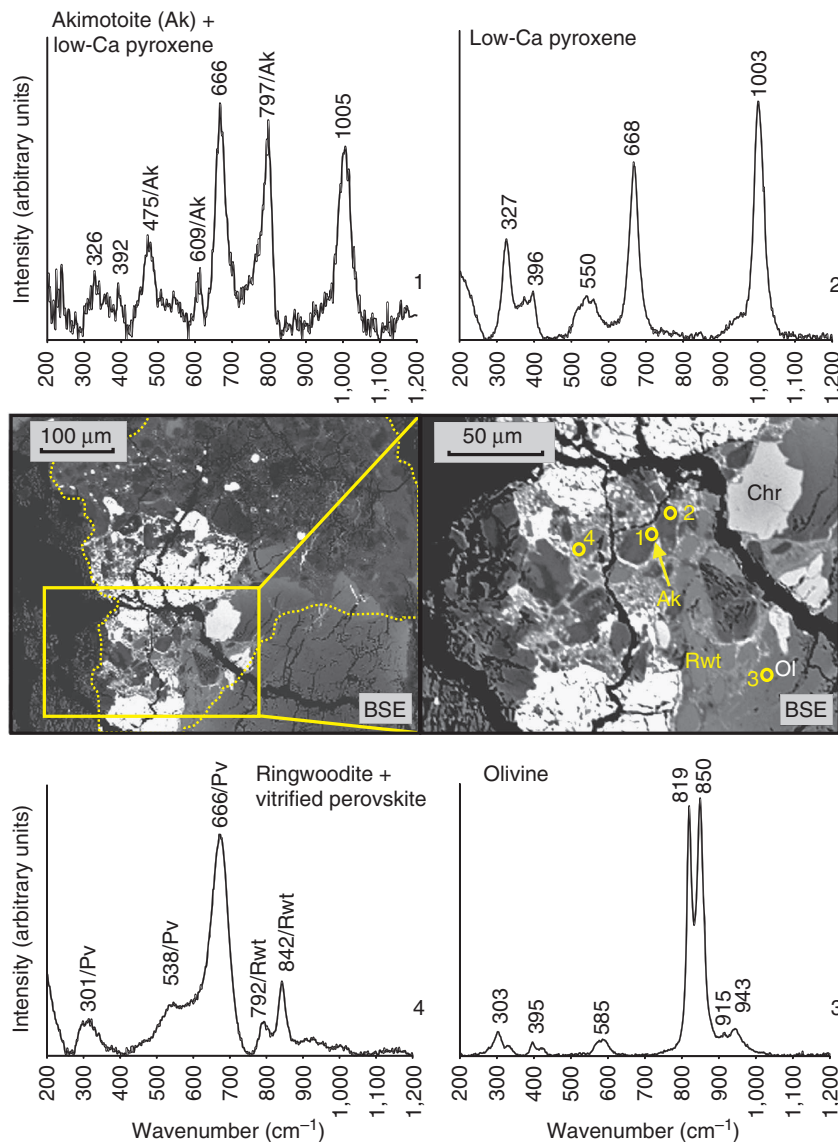 Akimotoite (Ak) +
low-Ca pyroxene
Intensity (arbitrary units)
326
392
475/Ak
609/Ak
666
797/Ak
1005
1
200
300
400
500
600
700
800
900
1,000
1,100
1,200
Low-Ca pyroxene
327
396
550
668
1003
2
200
300
400
500
600
700
800
900
1,000
1,100
1,200
100 μm
BSE
50 μm
Chr
2
1
4
Ak
Rwt
Ol
3
BSE
Ringwoodite +
vitrified perovskite
Intensity (arbitrary units)
301/Pv
538/Pv
666/Pv
792/Rwt
842/Rwt
4
200
300
400
500
600
700
800
900
1,000
1,100
1,200
Wavenumber (cm⁻¹)
Olivine
303
395
585
819
850
915
943
3
200
300
400
500
600
700
800
900
1,000
1,100
1,200
Wavenumber (cm⁻¹)